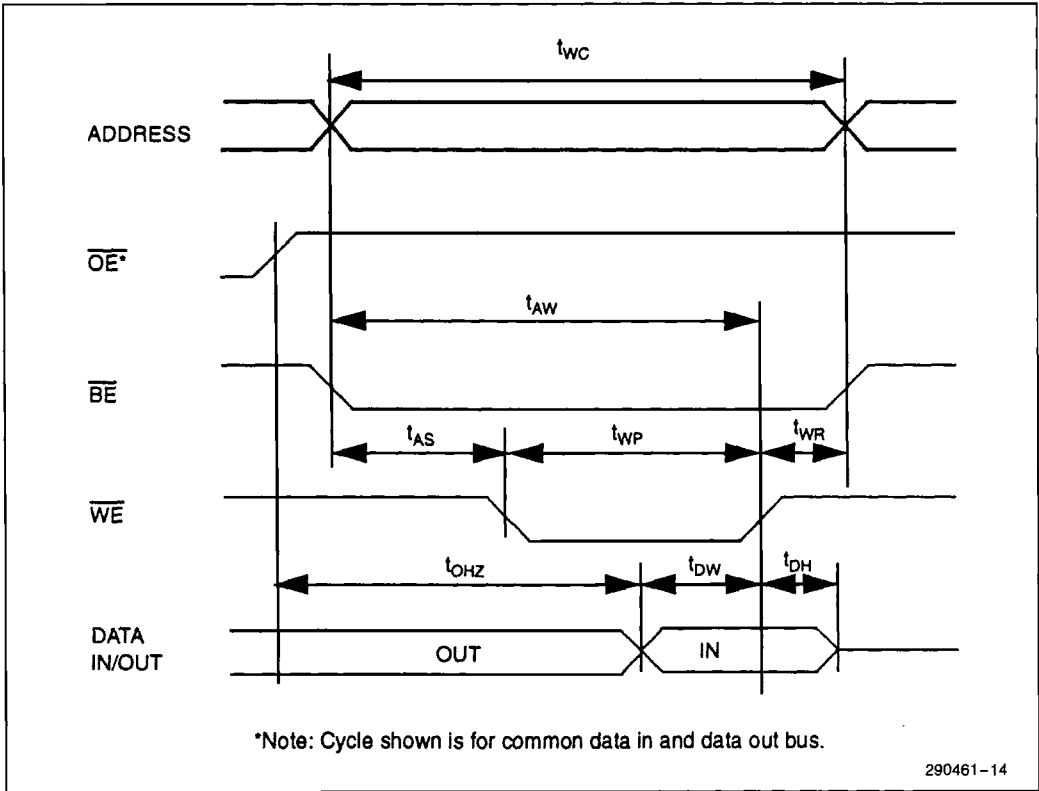 tWC
ADDRESS
OE*
tAW
BE
tAS
tWP
tWR
WE
tOHZ
tDW
tDH
DATA
IN/OUT
OUT
IN
*Note: Cycle shown is for common data in and data out bus.
290461-14